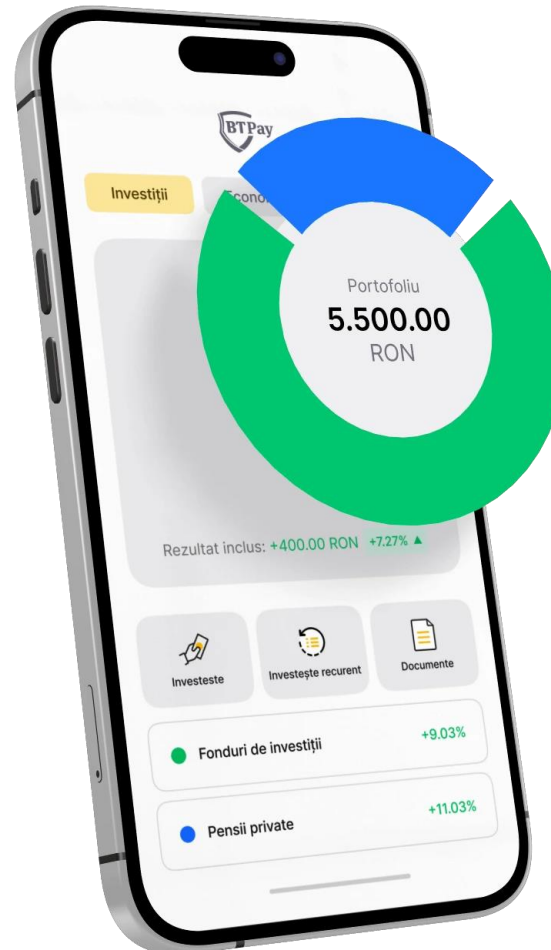 BTPay
Investiții
Portofoliu
5.500.00
RON
Rezultat inclus: +400.00 RON +7.27% ▲
Investeste
Investește recurent
Documente
Fonduri de investiții +9.03%
Pensii private +11.03%